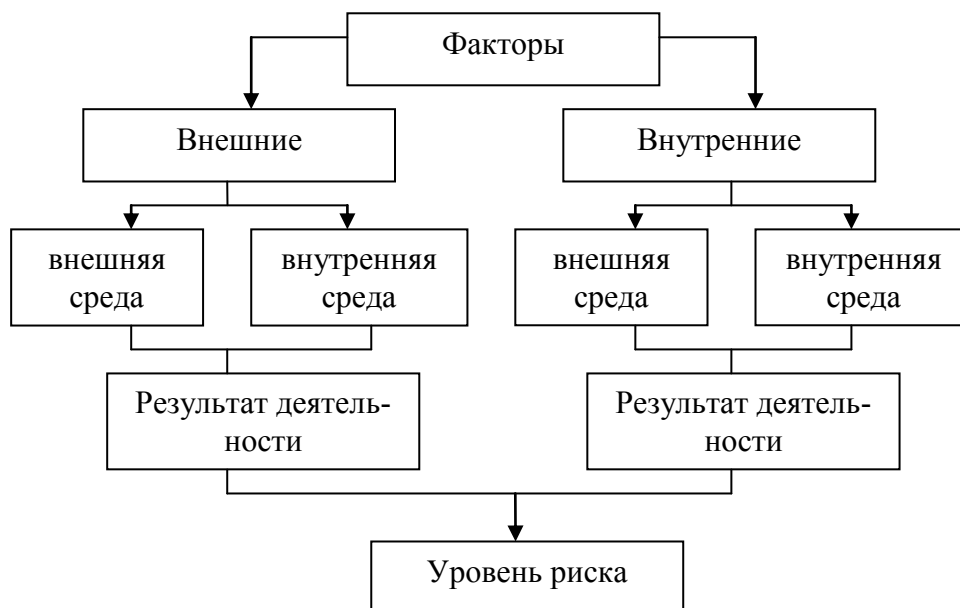 Факторы
Внешние
Внутренние
внешняя
среда
внутренняя
среда
внешняя
среда
внутренняя
среда
Результат деятель-
ности
Результат деятель-
ности
Уровень риска